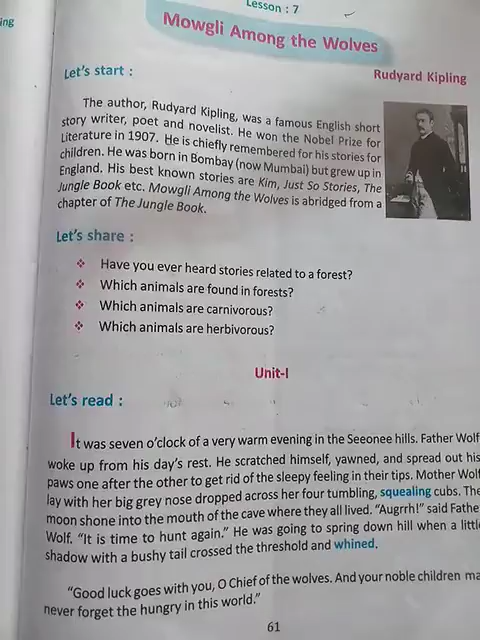 ing
Lesson : 7
Mowgli Among the Wolves
Let's start :
Rudyard Kipling
The author, Rudyard Kipling, was a famous English short
story writer, poet and novelist. He won the Nobel Prize for
Literature in 1907. He is chiefly remembered for his stories for
children. He was born in Bombay (now Mumbai) but grew up in
England. His best known stories are Kim, Just So Stories, The
Jungle Book etc. Mowgli Among the Wolves is abridged from a
chapter of The Jungle Book.
Let's share :
❖ Have you ever heard stories related to a forest?
❖ Which animals are found in forests?
❖ Which animals are carnivorous?
❖ Which animals are herbivorous?
Unit-I
Let's read :
It was seven o'clock of a very warm evening in the Seeonee hills. Father Wolf
woke up from his day's rest. He scratched himself, yawned, and spread out his
paws one after the other to get rid of the sleepy feeling in their tips. Mother Wolf
lay with her big grey nose dropped across her four tumbling, squealing cubs. The
moon shone into the mouth of the cave where they all lived. "Augrrh!" said Fathe
Wolf. "It is time to hunt again." He was going to spring down hill when a littl
shadow with a bushy tail crossed the threshold and whined.
"Good luck goes with you, O Chief of the wolves. And your noble children ma
never forget the hungry in this world."
61